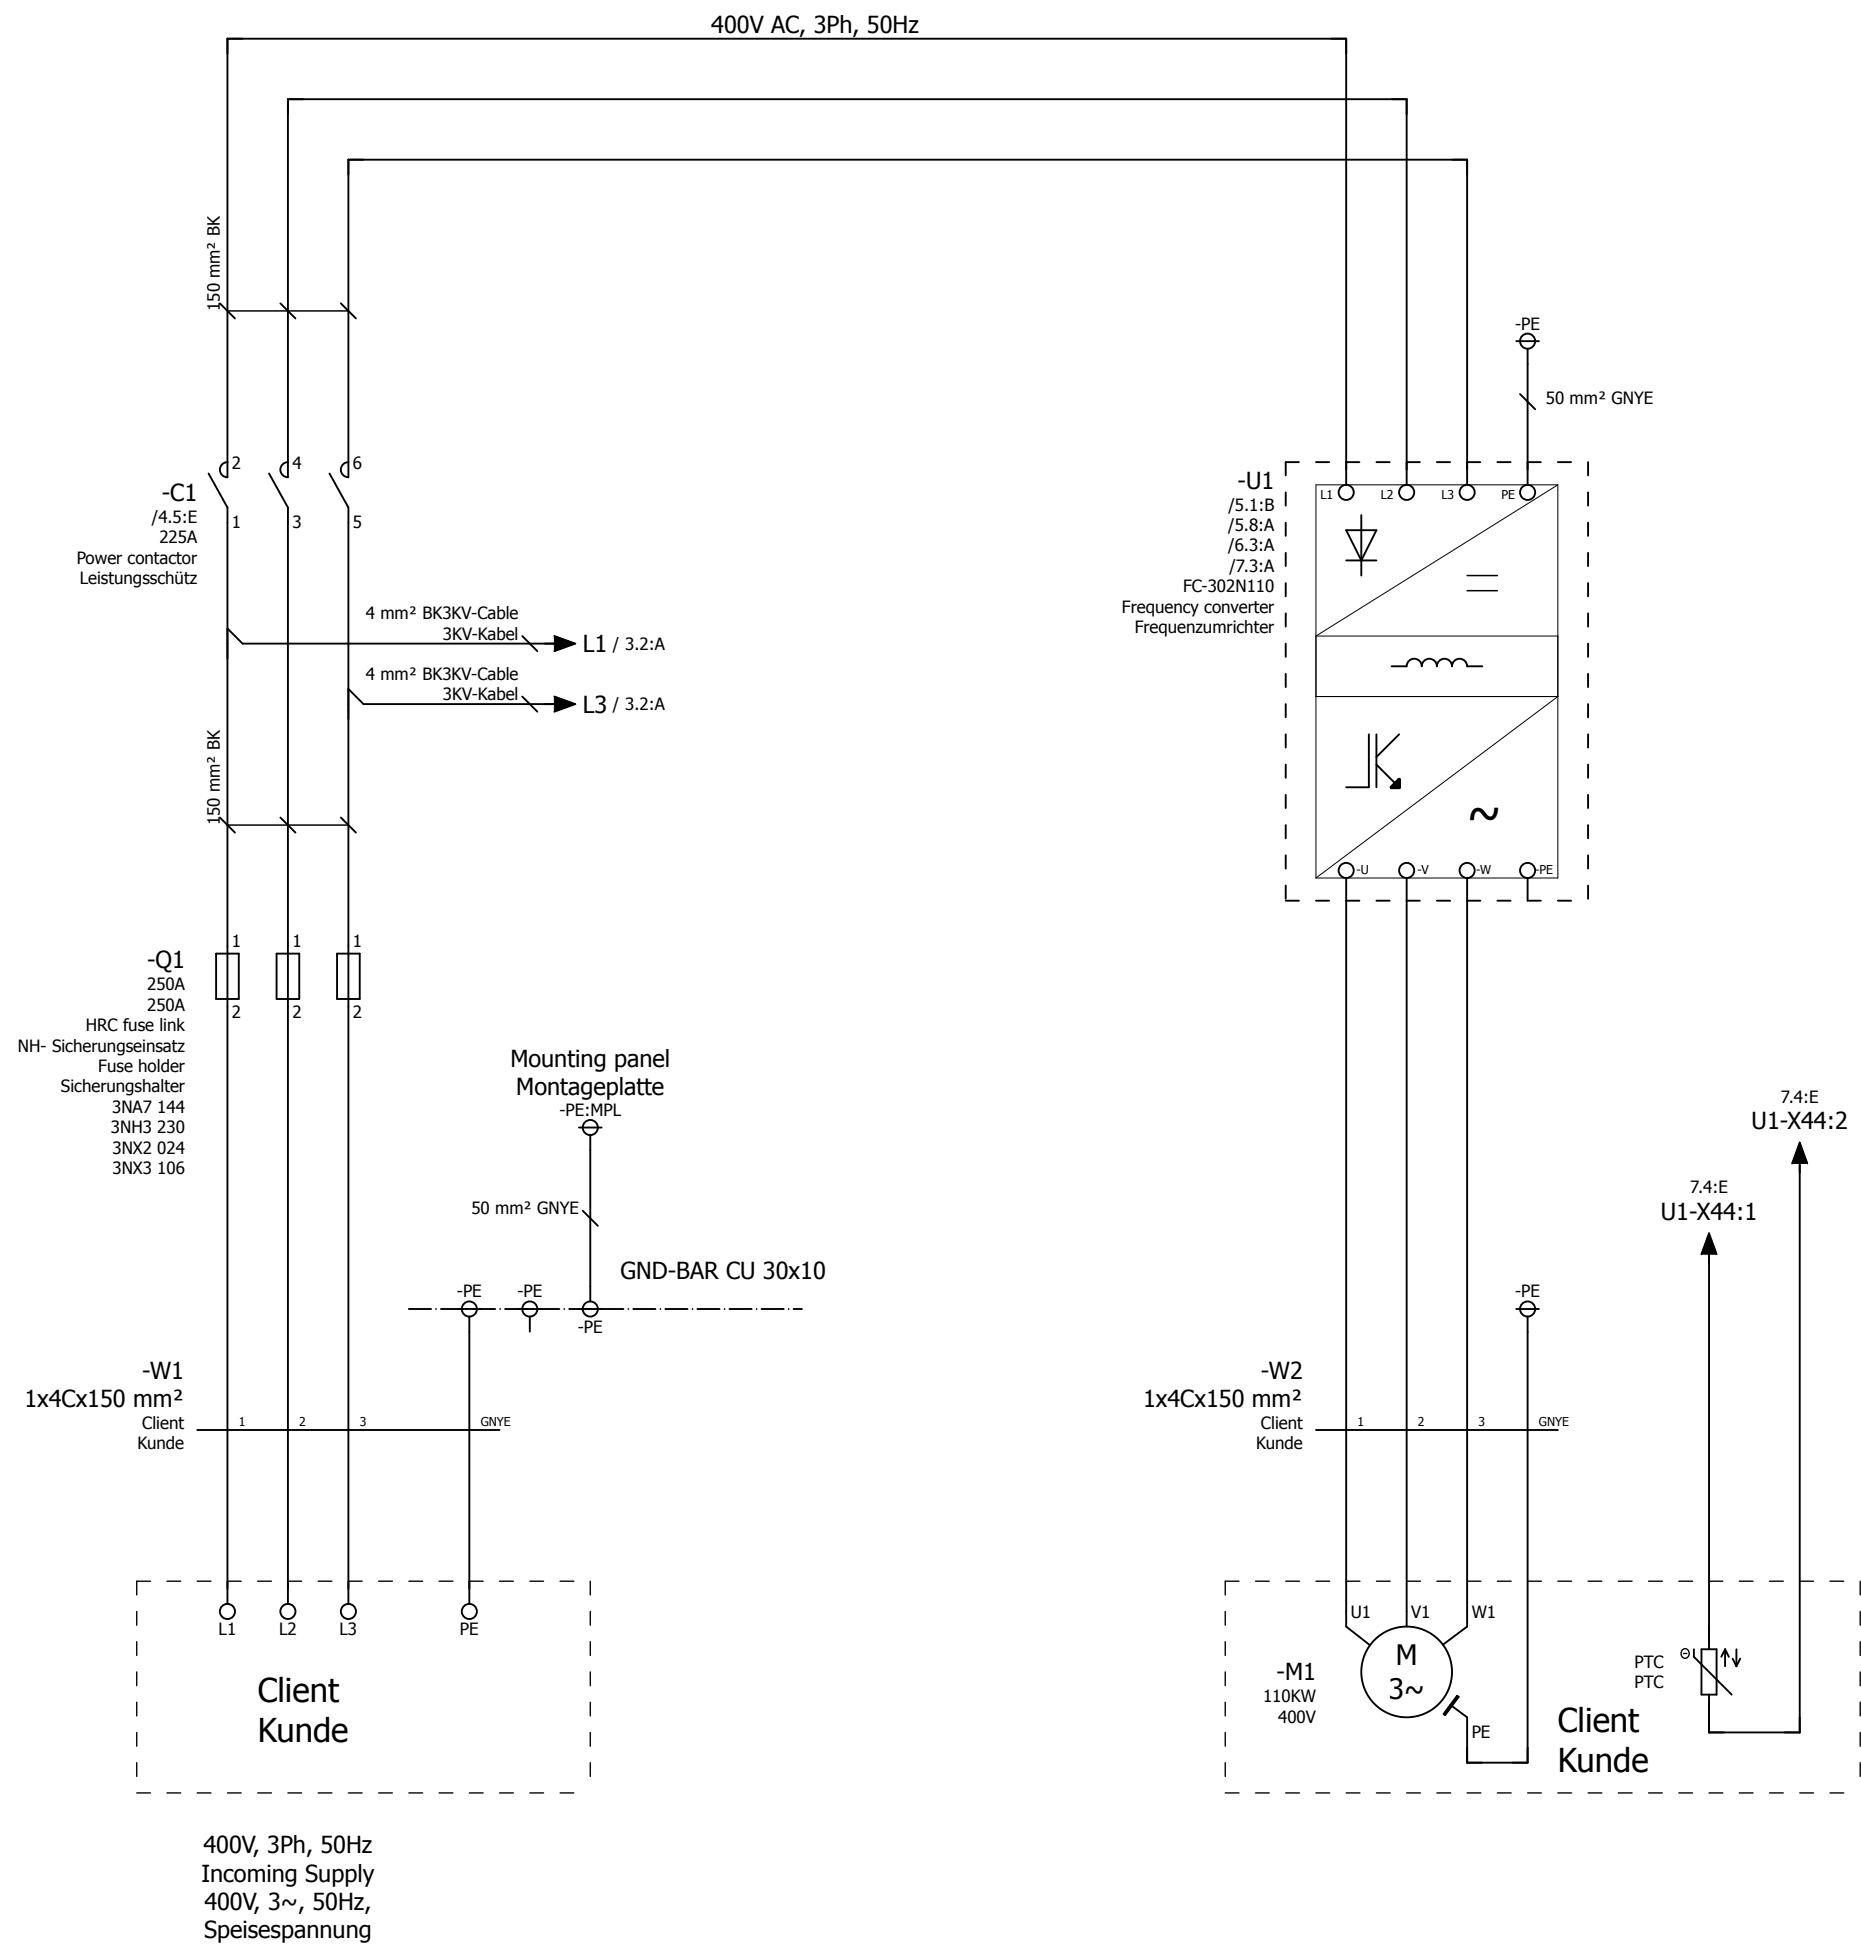 400V AC, 3Ph, 50Hz
150 mm² BK
-PE
50 mm² GNYE
2
4
6
-C1
/4.5:E
225A
Power contactor
Leistungsschütz
1
3
5
-U1
/5.1:B
/5.8:A
/6.3:A
/7.3:A
FC-302N110
Frequency converter
Frequenzumrichter
L1
L2
L3
PE
4 mm² BK3KV-Cable
3KV-Kabel
L1 / 3.2:A
4 mm² BK3KV-Cable
3KV-Kabel
L3 / 3.2:A
150 mm² BK
~
-U
-V
-W
-PE
-Q1
250A
250A
HRC fuse link
NH- Sicherungseinsatz
Fuse holder
Sicherungshalter
3NA7 144
3NH3 230
3NX2 024
3NX3 106
1
1
1
2
2
2
Mounting panel
Montageplatte
-PE:MPL
50 mm² GNYE
GND-BAR CU 30x10
-PE
-PE
-PE
7.4:E
U1-X44:2
7.4:E
U1-X44:1
-PE
-W1
1x4Cx150 mm²
Client
Kunde
1
2
3
GNYE
-W2
1x4Cx150 mm²
Client
Kunde
1
2
3
GNYE
L1
L2
L3
PE
Client
Kunde
U1
V1
W1
M
3~
-M1
110KW
400V
PE
PTC
PTC
Client
Kunde
400V, 3Ph, 50Hz
Incoming Supply
400V, 3~, 50Hz,
Speisespannung